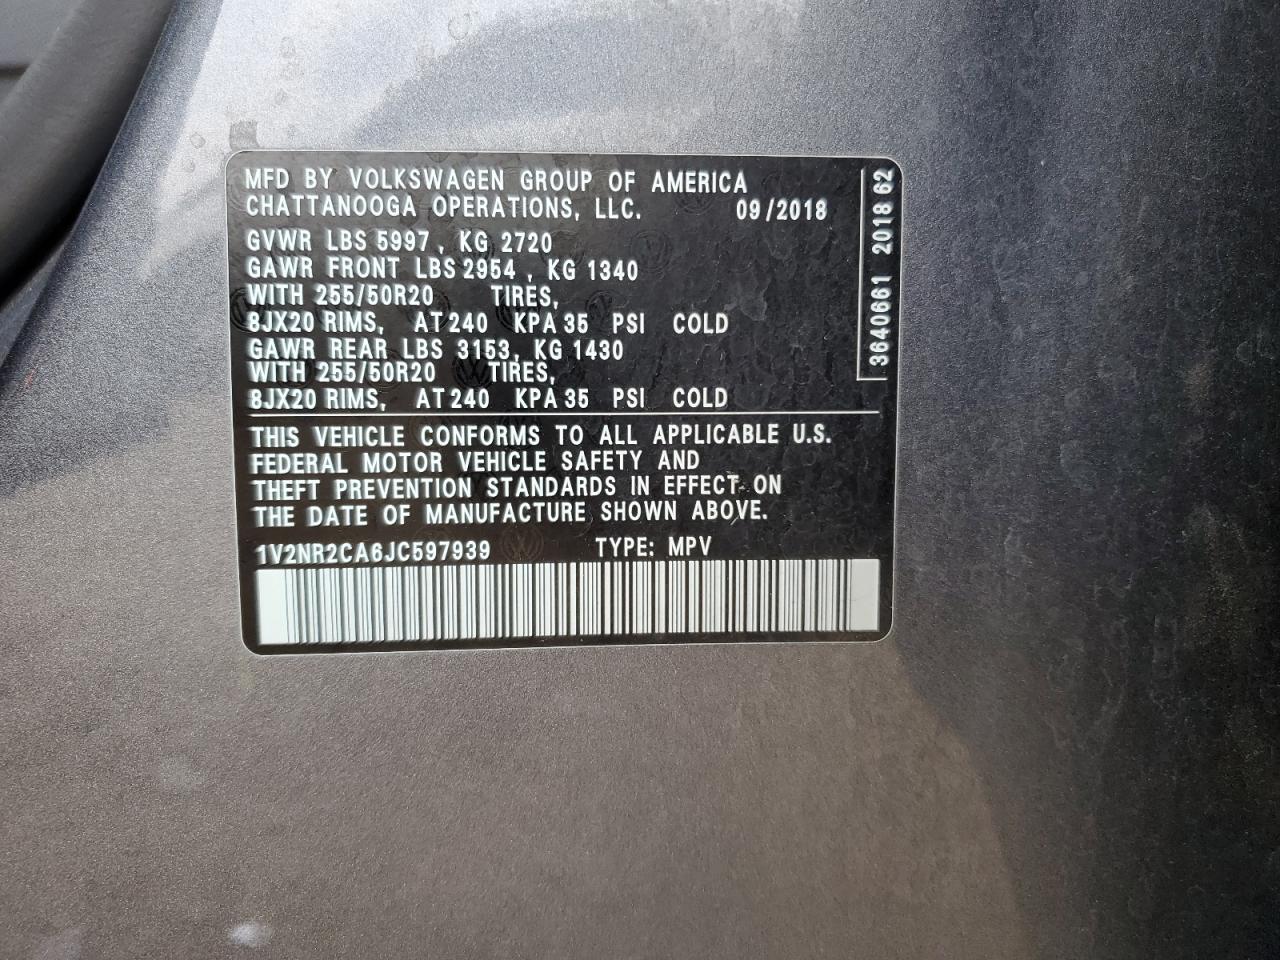 MFD BY VOLKSWAGEN GROUP OF AMERICA
CHATTANOOGA OPERATIONS, LLC. 09/2018
GVWR LBS 5997, KG 2720
GAWR FRONT LBS 2954, KG 1340
WITH 255/50R20 TIRES,
8JX20 RIMS, AT 240 KPA 35 PSI COLD
GAWR REAR LBS 3153, KG 1430
WITH 255/50R20 TIRES,
8JX20 RIMS, AT 240 KPA 35 PSI COLD
THIS VEHICLE CONFORMS TO ALL APPLICABLE U.S.
FEDERAL MOTOR VEHICLE SAFETY AND
THEFT PREVENTION STANDARDS IN EFFECT ON
THE DATE OF MANUFACTURE SHOWN ABOVE.
1V2NR2CA6JC597939 TYPE: MPV
3640661 2018 62